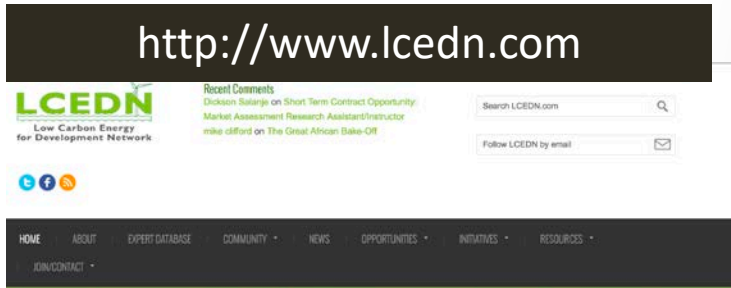 http://www.lcedn.com
LCEDN
Low Carbon Energy
for Development Network
Recent Comments
Dickson Salanje on Short Term Contract Opportunity:
Market Assessment Research Assistant/Instructor
mike clifford on The Great African Bake-Off
Search LCEDN.com
Follow LCEDN by email
HOME ABOUT EXPERT DATABASE COMMUNITY NEWS OPPORTUNITIES INITIATIVES RESOURCES
JOIN/CONTACT